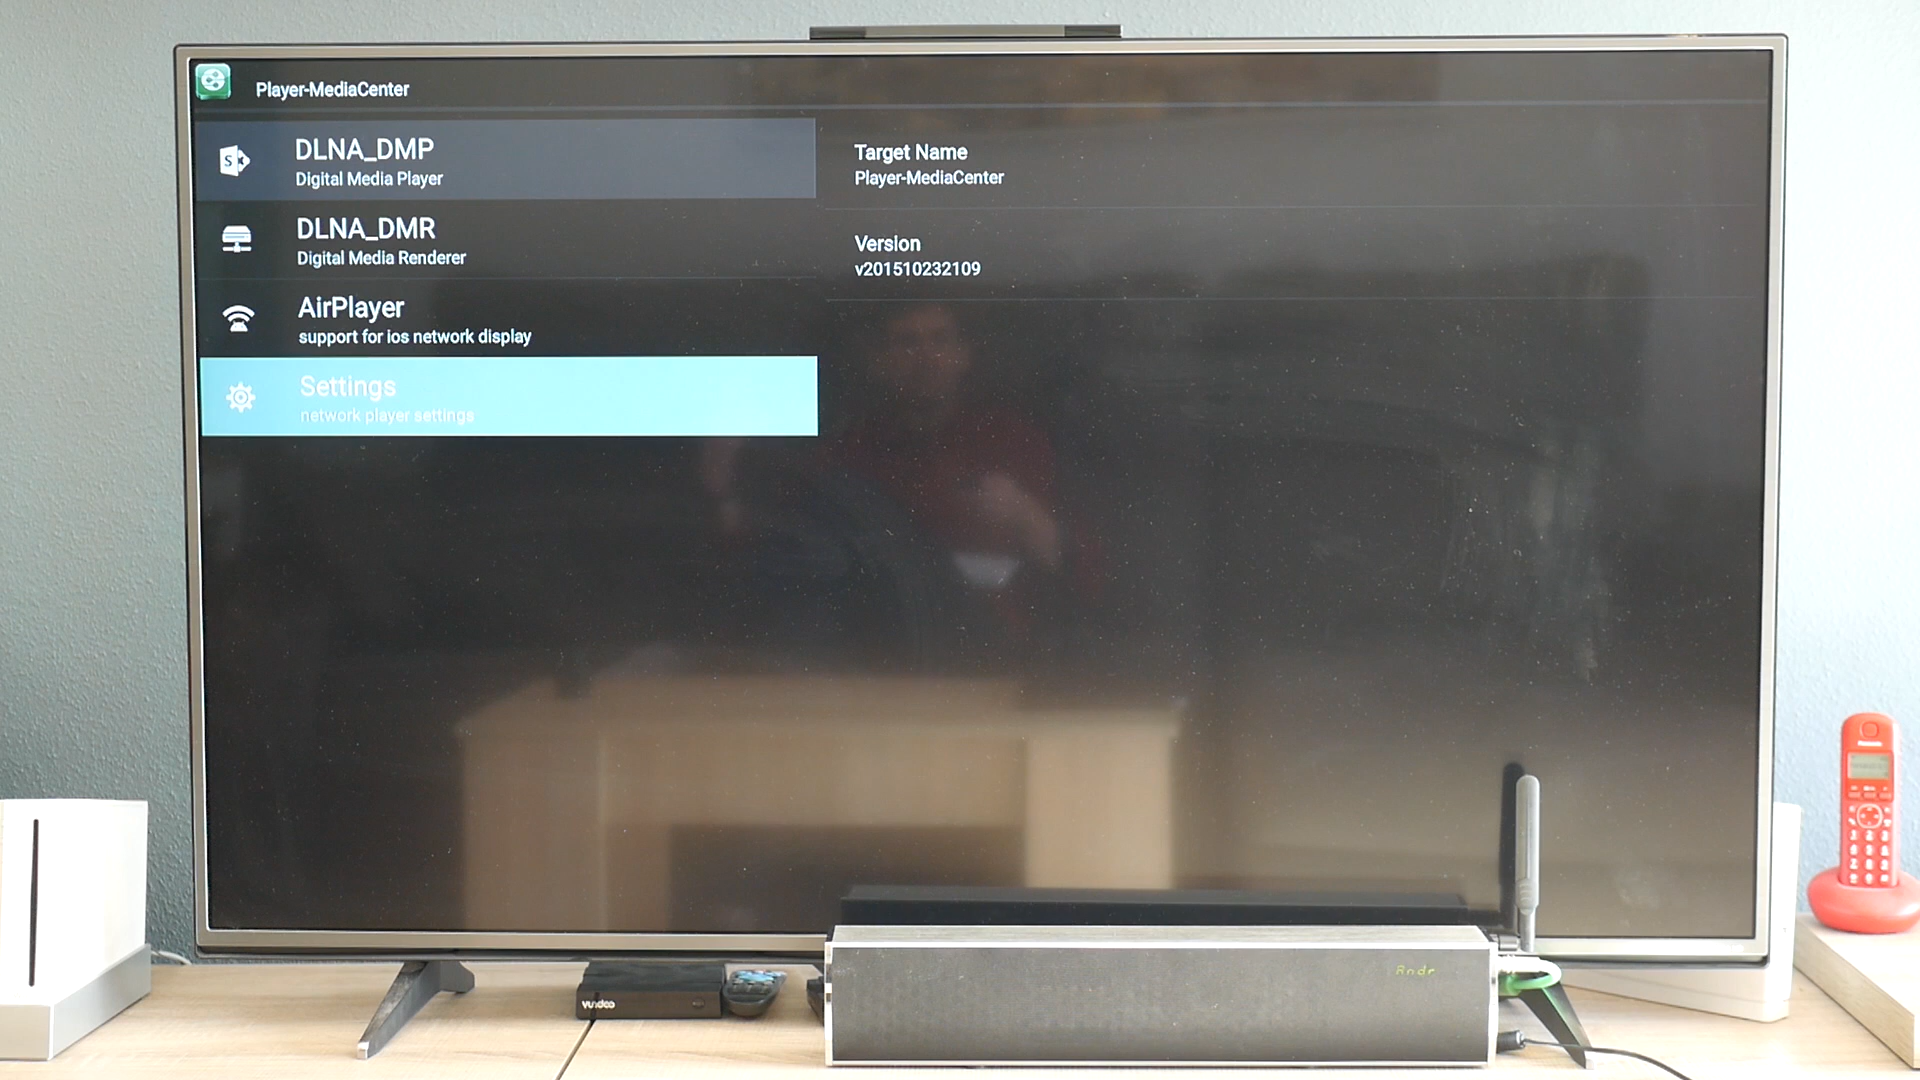 Player-MediaCenter
DLNA_DMP
Digital Media Player
DLNA_DMR
Digital Media Renderer
AirPlayer
support for ios network display
Settings
network player settings
Target Name
Player-MediaCenter
Version
v201510232109
Andr